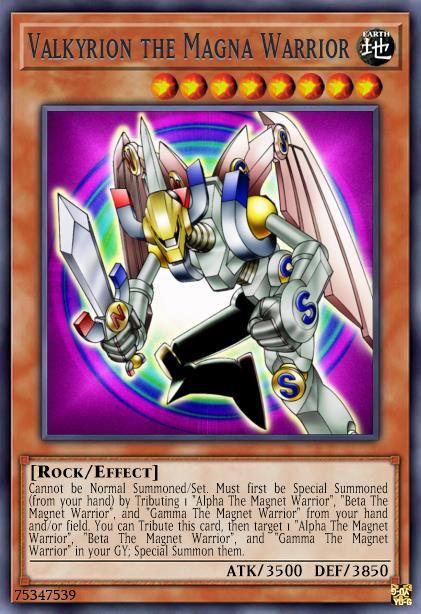 VALKYRION THE MAGNA WARRIOR
EARTH
地
N
S
S
S
S
[ROCK/EFFECT]
Cannot be Normal Summoned/Set. Must first be Special Summoned
(from your hand) by Tributing 1 "Alpha The Magnet Warrior", "Beta The
Magnet Warrior", and "Gamma The Magnet Warrior" from your hand
and/or field. You can Tribute this card, then target 1 "Alpha The Magnet
Warrior", "Beta The Magnet Warrior", and "Gamma The Magnet
Warrior" in your GY; Special Summon them.
ATK/3500 DEF/3850
75347539